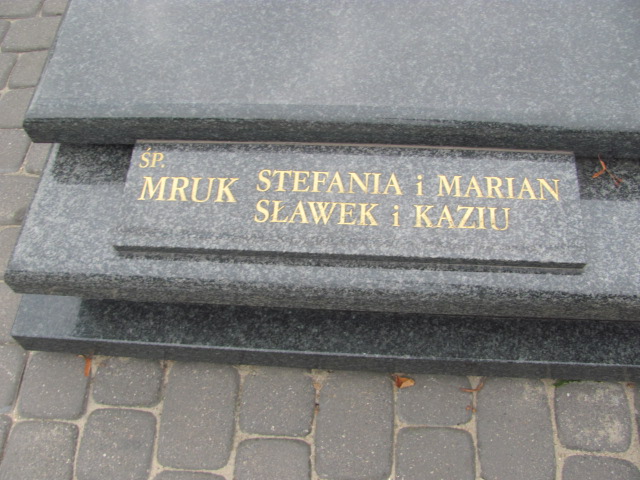 ŚP.
MRUK STEFANIA i MARIAN
SŁAWEK i KAZIU